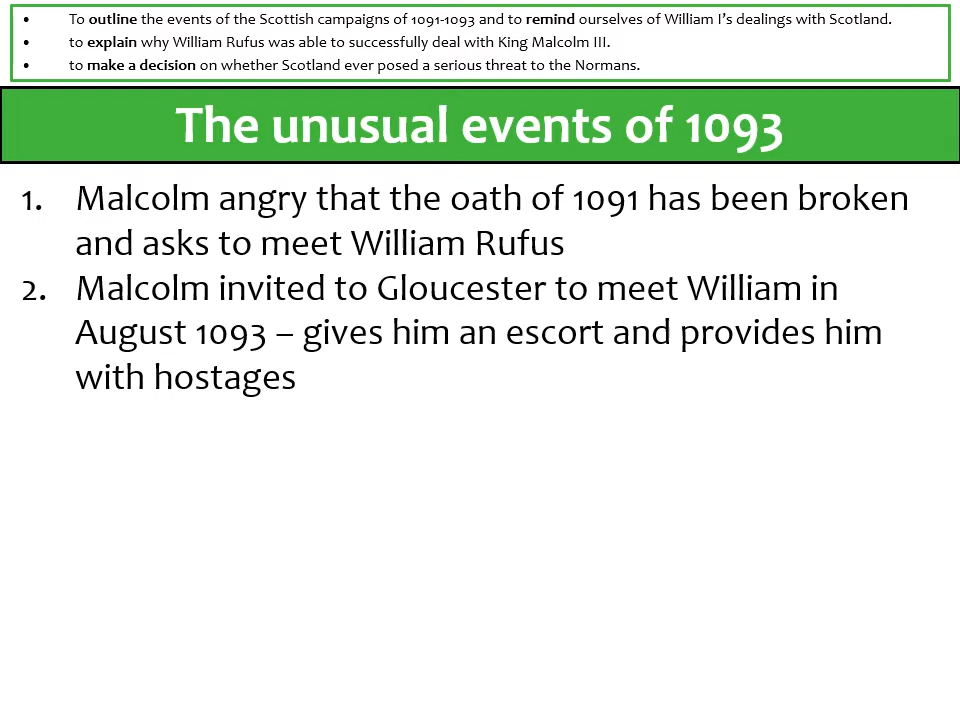 • To outline the events of the Scottish campaigns of 1091-1093 and to remind ourselves of William I's dealings with Scotland.
• to explain why William Rufus was able to successfully deal with King Malcolm III.
• to make a decision on whether Scotland ever posed a serious threat to the Normans.
The unusual events of 1093
1. Malcolm angry that the oath of 1091 has been broken
and asks to meet William Rufus
2. Malcolm invited to Gloucester to meet William in
August 1093 – gives him an escort and provides him
with hostages